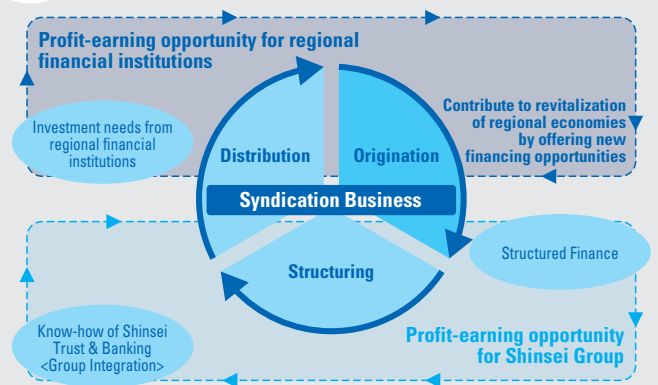 Profit-earning opportunity for regional
financial institutions
Investment needs from
regional financial
institutions
Distribution
Origination
Contribute to revitalization
of regional economies
by offering new
financing opportunities
Syndication Business
Structuring
Structured Finance
Know-how of Shinsei
Trust & Banking
<Group Integration>
Profit-earning opportunity
for Shinsei Group